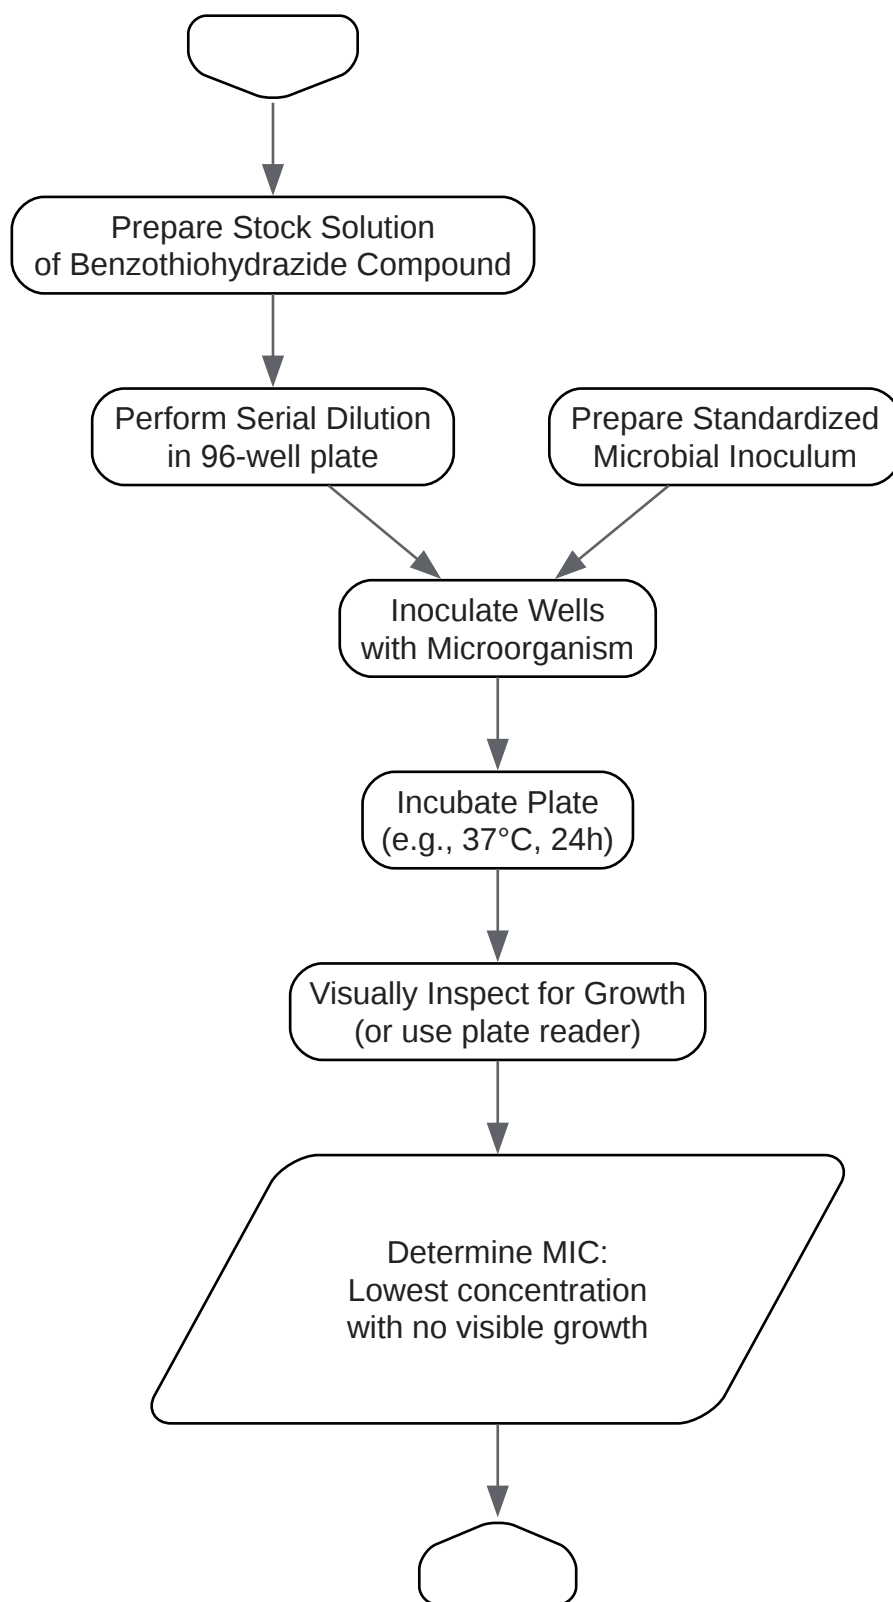 Prepare Stock Solution
of Benzothiohydrazide Compound
Perform Serial Dilution
in 96-well plate
Prepare Standardized
Microbial Inoculum
Inoculate Wells
with Microorganism
Incubate Plate
(e.g., 37°C, 24h)
Visually Inspect for Growth
(or use plate reader)
Determine MIC:
Lowest concentration
with no visible growth